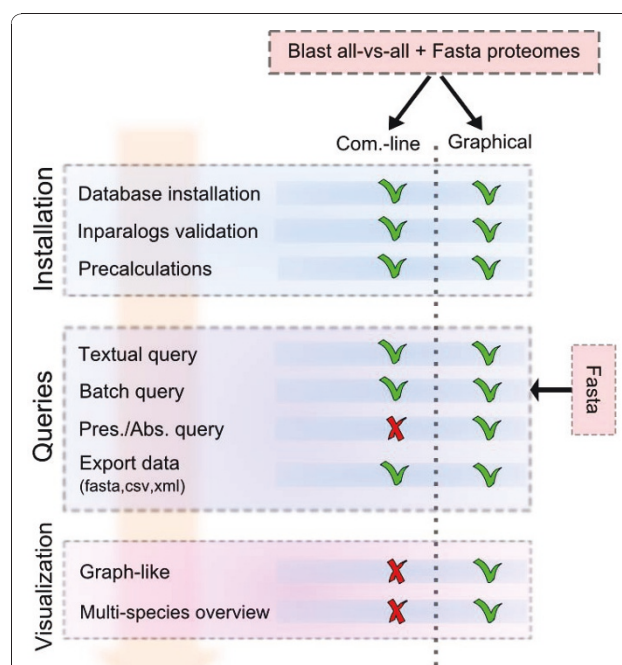 Blast all-vs-all + Fasta proteomes
Com.-line
Graphical
Installation
Database installation
Inparalogs validation
Precalculations
Queries
Textual query
Batch query
Pres./Abs. query
Export data
(fasta,csv,xml)
Fasta
Visualization
Graph-like
Multi-species overview